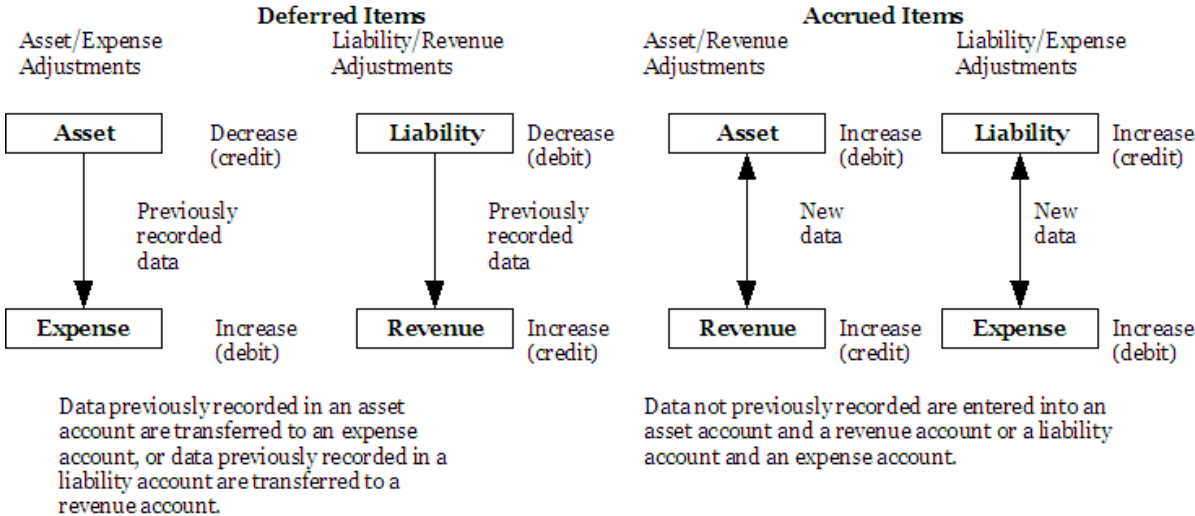 Deferred Items
Asset/Expense
Adjustments
Liability/Revenue
Adjustments
Asset
Decrease
(credit)
Liability
Decrease
(debit)
Previously
recorded
data
Previously
recorded
data
Expense
Increase
(debit)
Revenue
Increase
(credit)
Data previously recorded in an asset
account are transferred to an expense
account, or data previously recorded in a
liability account are transferred to a
revenue account.
Accrued Items
Asset/Revenue
Adjustments
Liability/Expense
Adjustments
Asset
Increase
(debit)
Liability
Increase
(credit)
New
data
New
data
Revenue
Increase
(credit)
Expense
Increase
(debit)
Data not previously recorded are entered into an
asset account and a revenue account or a liability
account and an expense account.